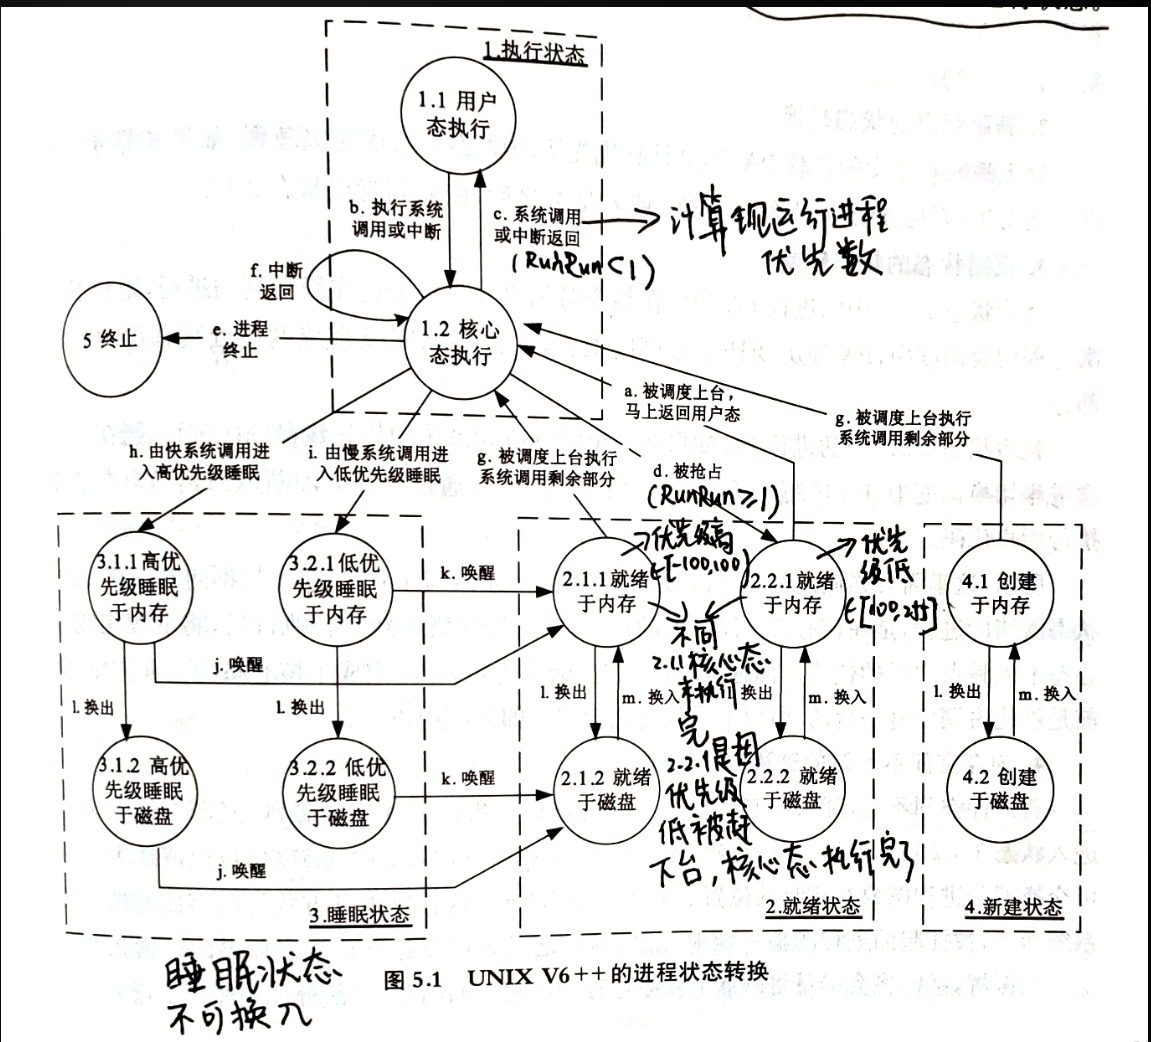 1.执行状态
1.1 用户
态执行
b. 执行系统
调用或中断
c. 系统调用
或中断返回
(RunRun<1)
计算现运行进程
优先数
f. 中断
返回
5 终止
e. 进程
终止
1.2 核心
态执行
a. 被调度上台，
马上返回用户态
g. 被调度上台执行
系统调用剩余部分
h. 由快系统调用进
入高优先级睡眠
i. 由慢系统调用进
入低优先级睡眠
g. 被调度上台执行
系统调用剩余部分
d. 被抢占
(RunRun≥1)
3.1.1 高优
先级睡眠
于内存
3.2.1 低优
先级睡眠
于内存
k. 唤醒
2.1.1 就绪
于内存
优先级高
∈[-100,100)
2.2.1 就绪
于内存
优先
级低
∈[100,255]
4.1 创建
于内存
j. 唤醒
不同
2.1.1 核心态
未执行
完
2.2.1是因
优先级
低被赶
下台，核心态执行完了
l. 换出
l. 换出
l. 换出
m. 换入
l. 换出
m. 换入
l. 换出
m. 换入
3.1.2 高优
先级睡眠
于磁盘
3.2.2 低优
先级睡眠
于磁盘
k. 唤醒
2.1.2 就绪
于磁盘
2.2.2 就绪
于磁盘
4.2 创建
于磁盘
j. 唤醒
3.睡眠状态
2.就绪状态
4.新建状态
睡眠状态
不可换入
图 5.1 UNIX V6++的进程状态转换